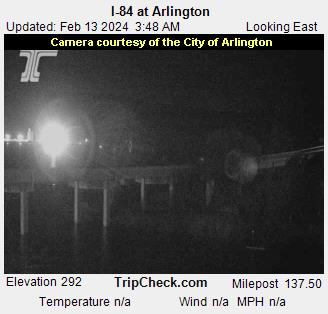 I-84 at Arlington
Updated: Feb 13 2024 3:48 AM Looking East
Camera courtesy of the City of Arlington
Elevation 292 TripCheck.com Milepost 137.50
Temperature n/a Wind n/a MPH n/a